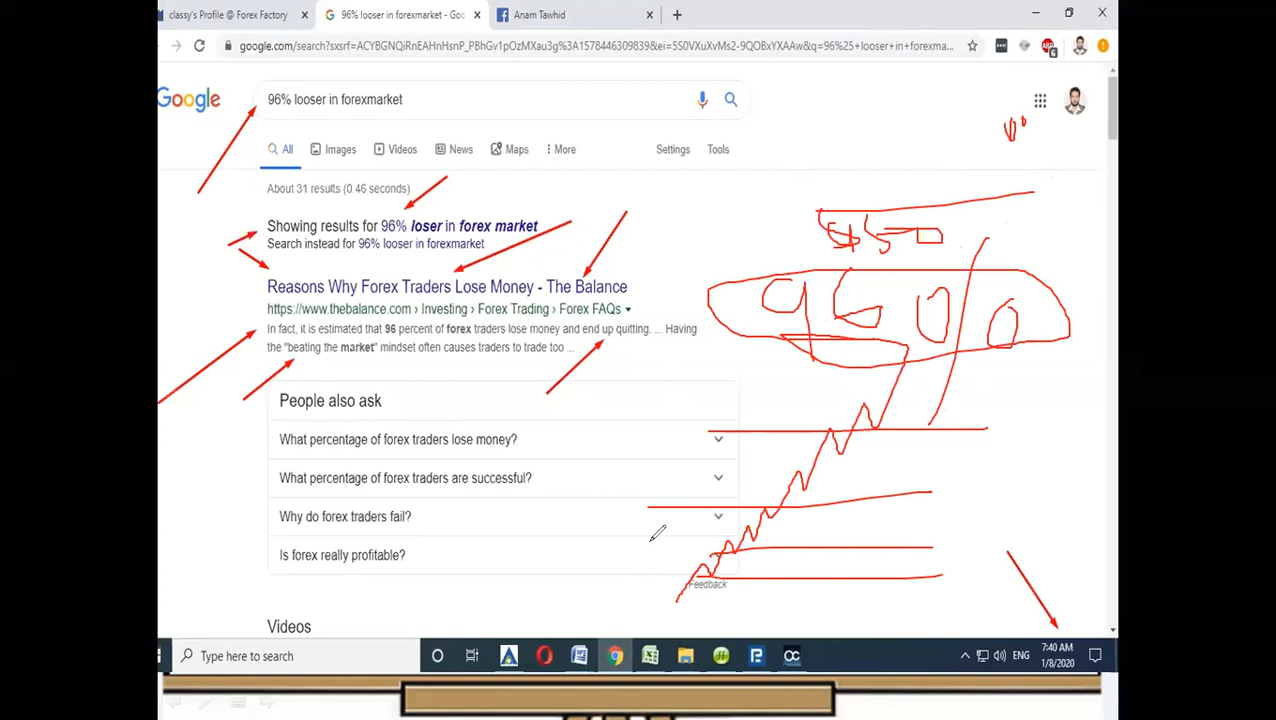 classy's Profile @ Forex Factory
96% looser in forexmarket - Goo
Anam Tawhid
google.com/search?sxsrf=ACYBGNQiRnEAHnHsnP_PBhGv1pOzMXau3g%3A1578446309839&ei=5S0VXuXvMs2-9QOBxYXAAw&q=96%25+looser+in+forexma...
6
Google
96% looser in forexmarket
All
Images
Videos
News
Maps
More
Settings
Tools
About 31 results (0.46 seconds)
Showing results for 96% loser in forex market
Search instead for 96% looser in forexmarket
Reasons Why Forex Traders Lose Money - The Balance
https://www.thebalance.com › Investing › Forex Trading › Forex FAQs
In fact, it is estimated that 96 percent of forex traders lose money and end up quitting. ... Having
the "beating the market" mindset often causes traders to trade too ...
9600
People also ask
What percentage of forex traders lose money?
What percentage of forex traders are successful?
Why do forex traders fail?
Is forex really profitable?
Feedback
Videos
Type here to search
ENG
7:40 AM
1/8/2020